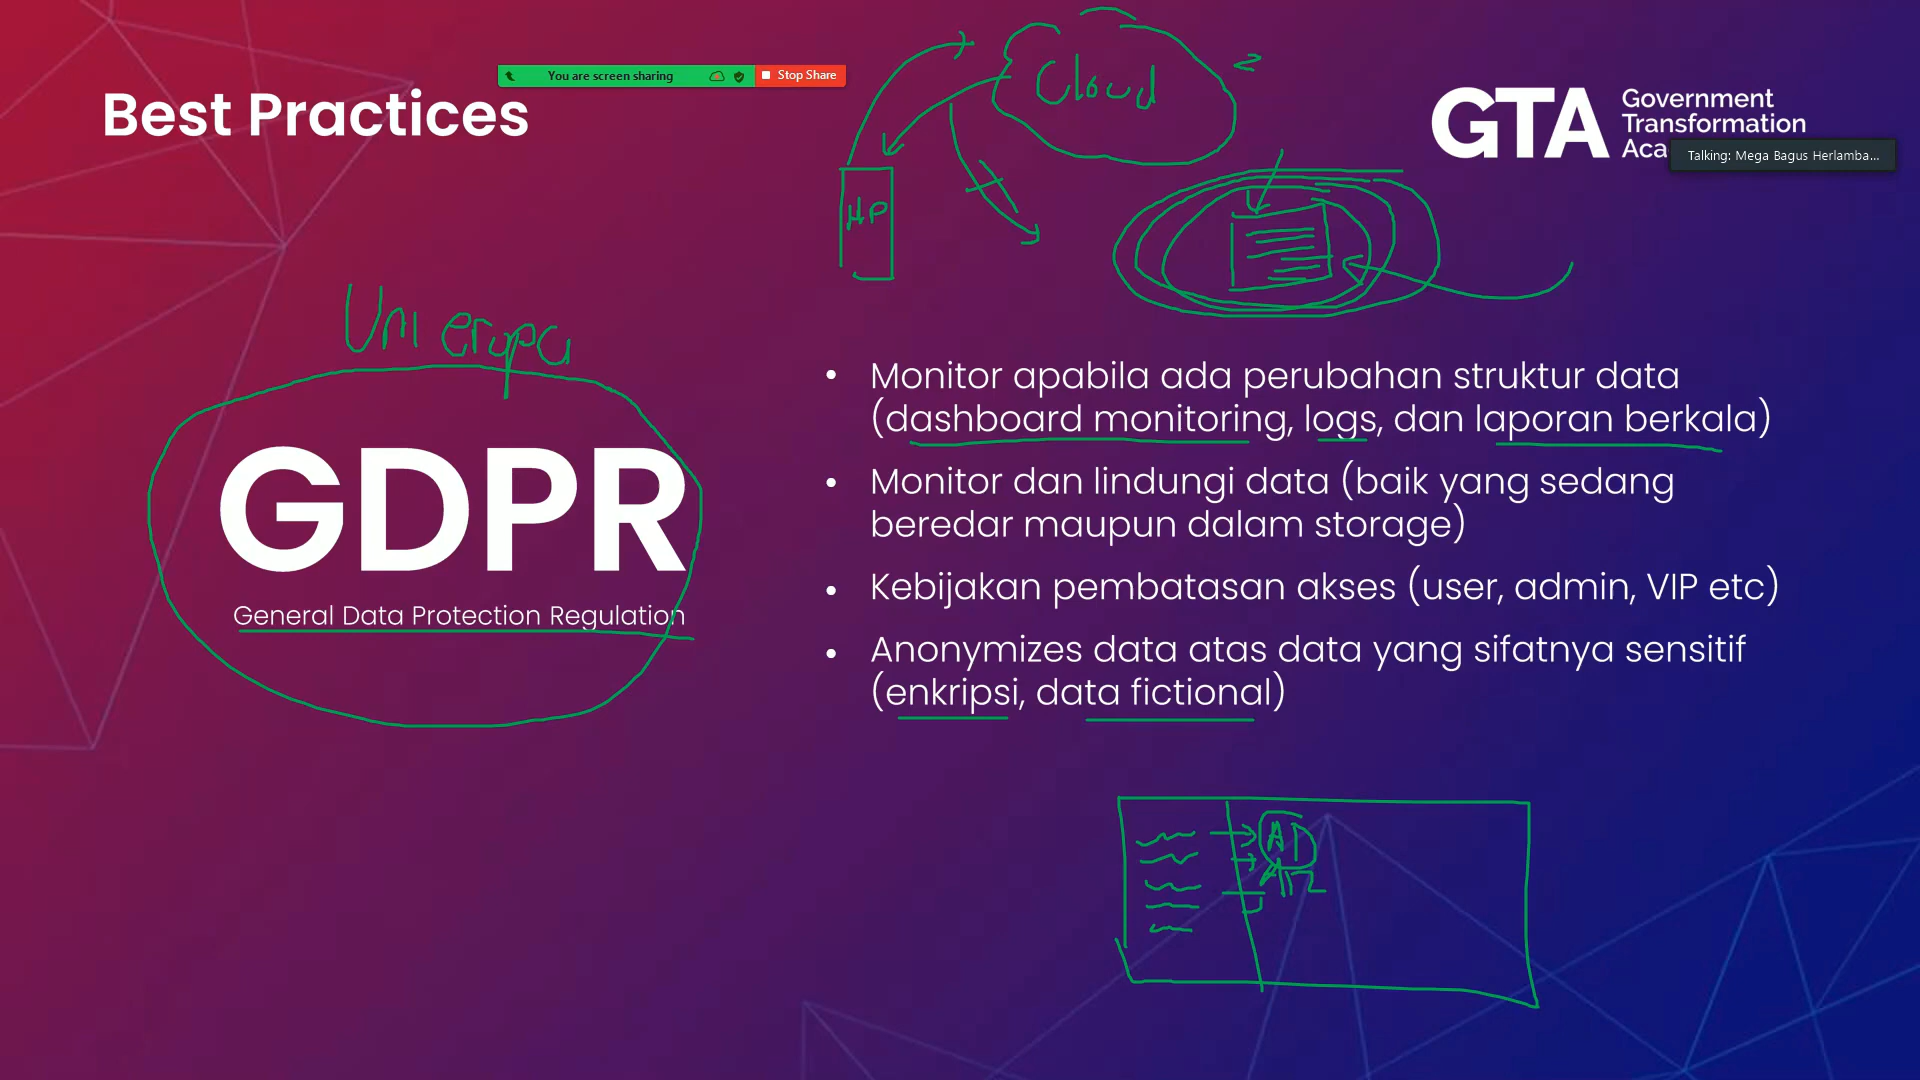 Cloud
You are screen sharing
Stop Share
Best Practices
GTA
Government
Transformation
Aca
Talking: Mega Bagus Herlamba...
HP
Uni eropa
GDPR
General Data Protection Regulation
• Monitor apabila ada perubahan struktur data
(dashboard monitoring, logs, dan laporan berkala)
• Monitor dan lindungi data (baik yang sedang
beredar maupun dalam storage)
• Kebijakan pembatasan akses (user, admin, VIP etc)
• Anonymizes data atas data yang sifatnya sensitif
(enkripsi, data fictional)